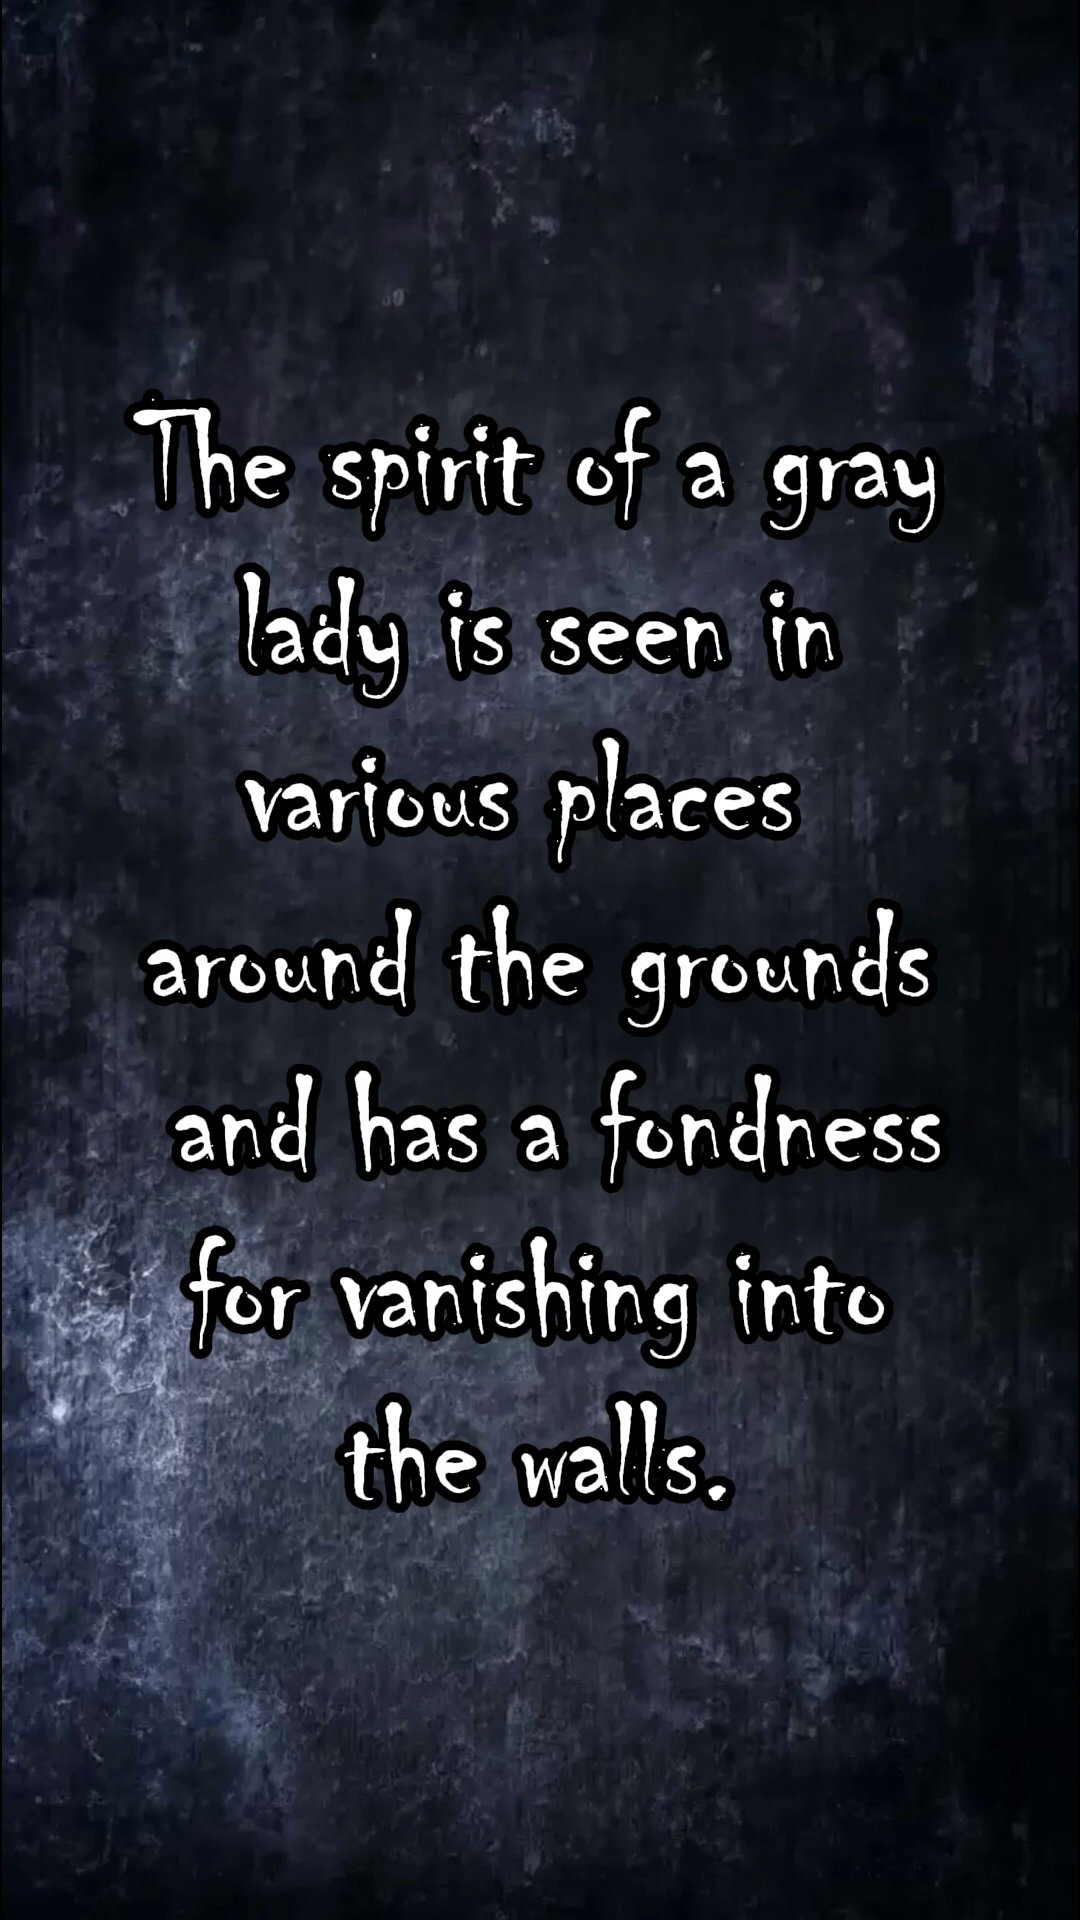 The spirit of a gray
lady is seen in
various places
around the grounds
and has a fondness
for vanishing into
the walls.